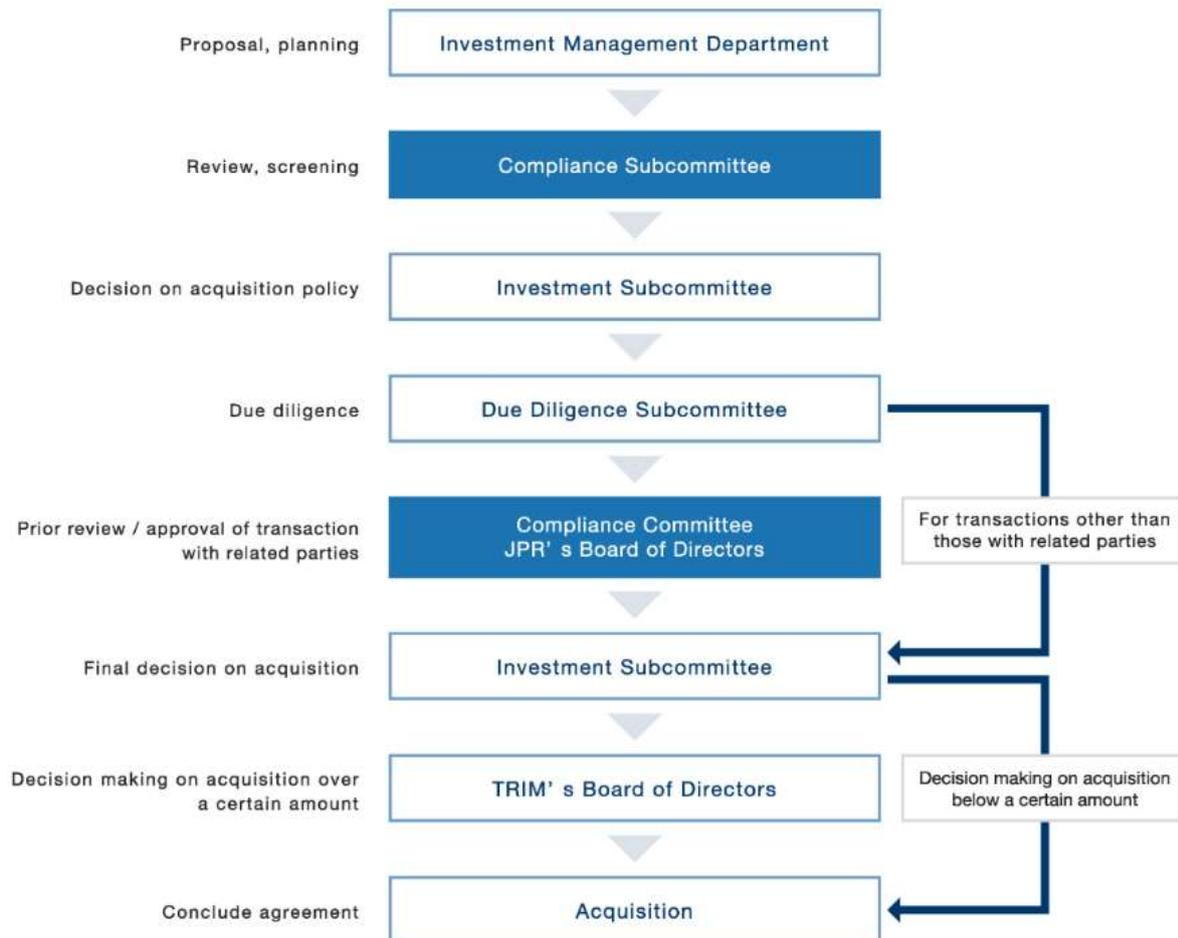 Proposal, planning
Investment Management Department
Review, screening
Compliance Subcommittee
Decision on acquisition policy
Investment Subcommittee
Due diligence
Due Diligence Subcommittee
Prior review / approval of transaction
with related parties
Compliance Committee
JPR' s Board of Directors
For transactions other than
those with related parties
Final decision on acquisition
Investment Subcommittee
Decision making on acquisition over
a certain amount
TRIM' s Board of Directors
Decision making on acquisition
below a certain amount
Conclude agreement
Acquisition